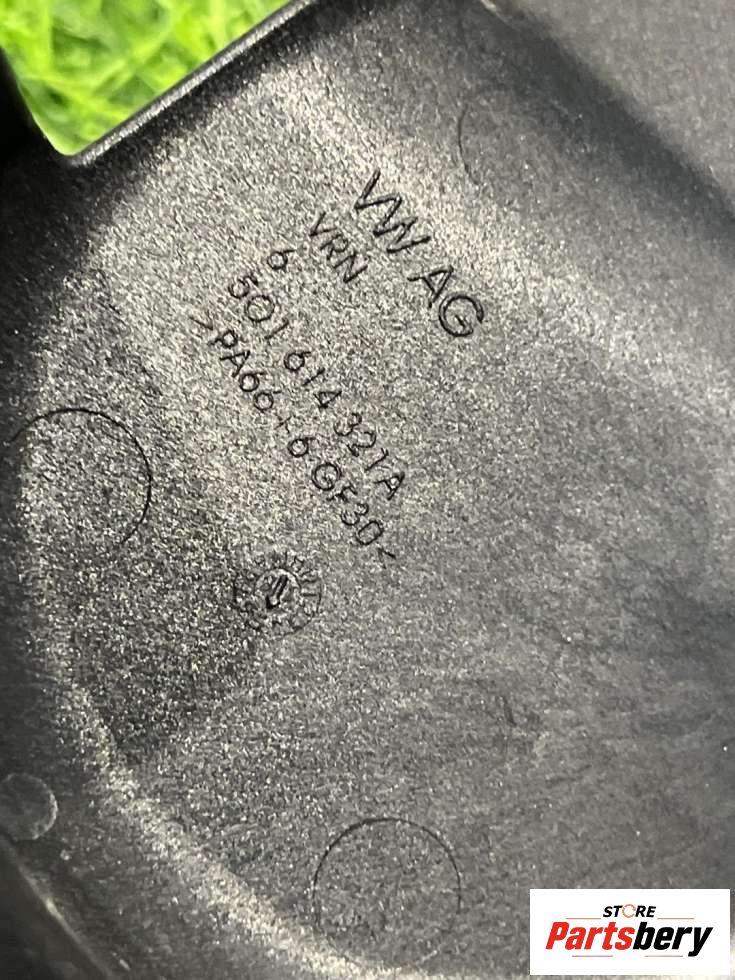 VW AG
VRN
6
5Q1 614 321A
>PA66+6 GF30<
STORE
Partsbery